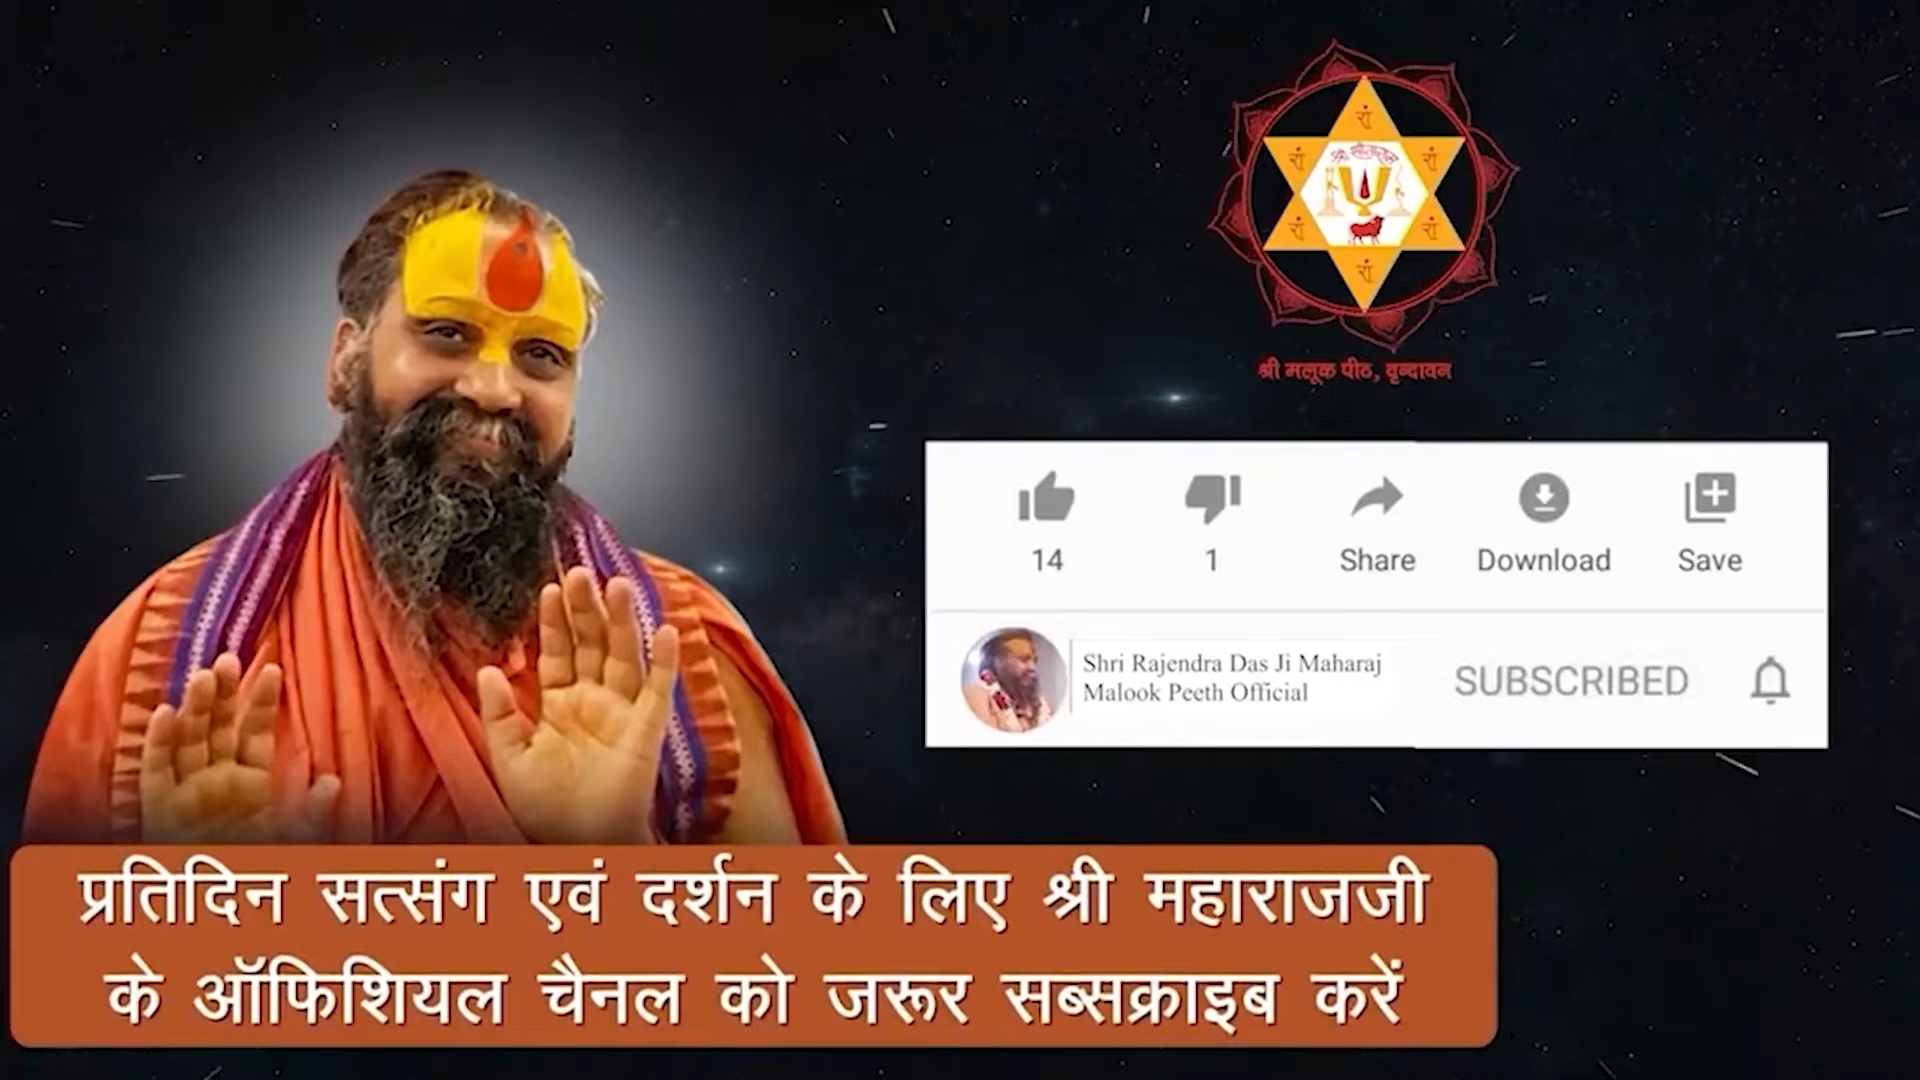 रां
रां
रां
श्री सीताराम
रां
रां
रां
श्री मलूक पीठ, वृन्दावन
14
1
Share
Download
Save
Shri Rajendra Das Ji Maharaj
Malook Peeth Official
SUBSCRIBED
प्रतिदिन सत्संग एवं दर्शन के लिए श्री महाराजजी
के ऑफिशियल चैनल को जरूर सब्सक्राइब करें